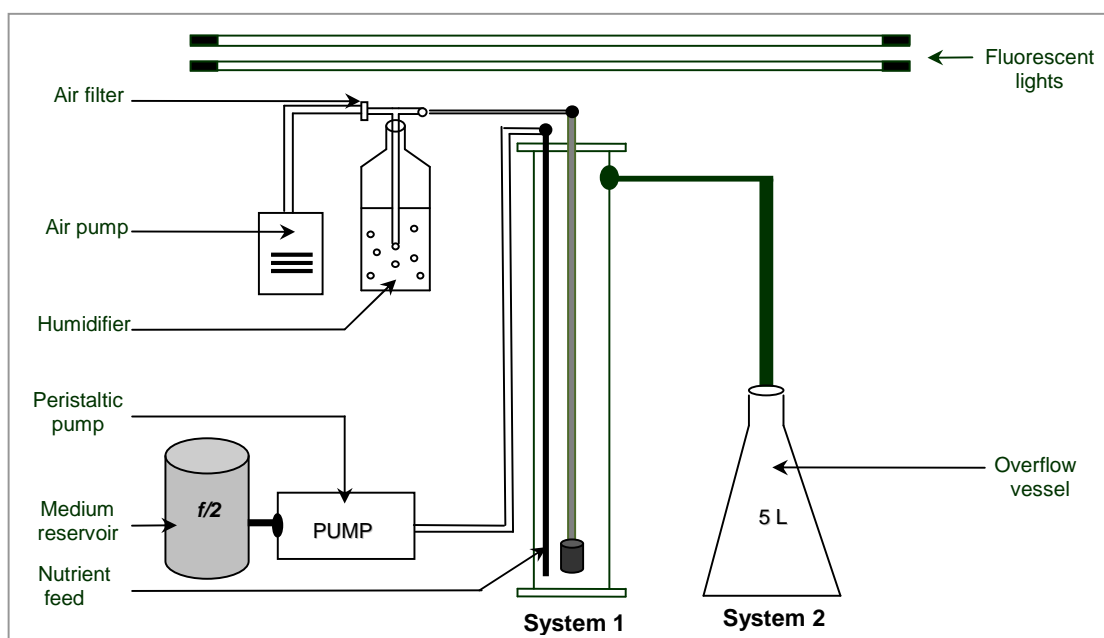 Fluorescent
lights
Air filter
Air pump
Humidifier
Peristaltic
pump
Medium
reservoir
f/2
PUMP
Nutrient
feed
Overflow
vessel
5 L
System 1
System 2